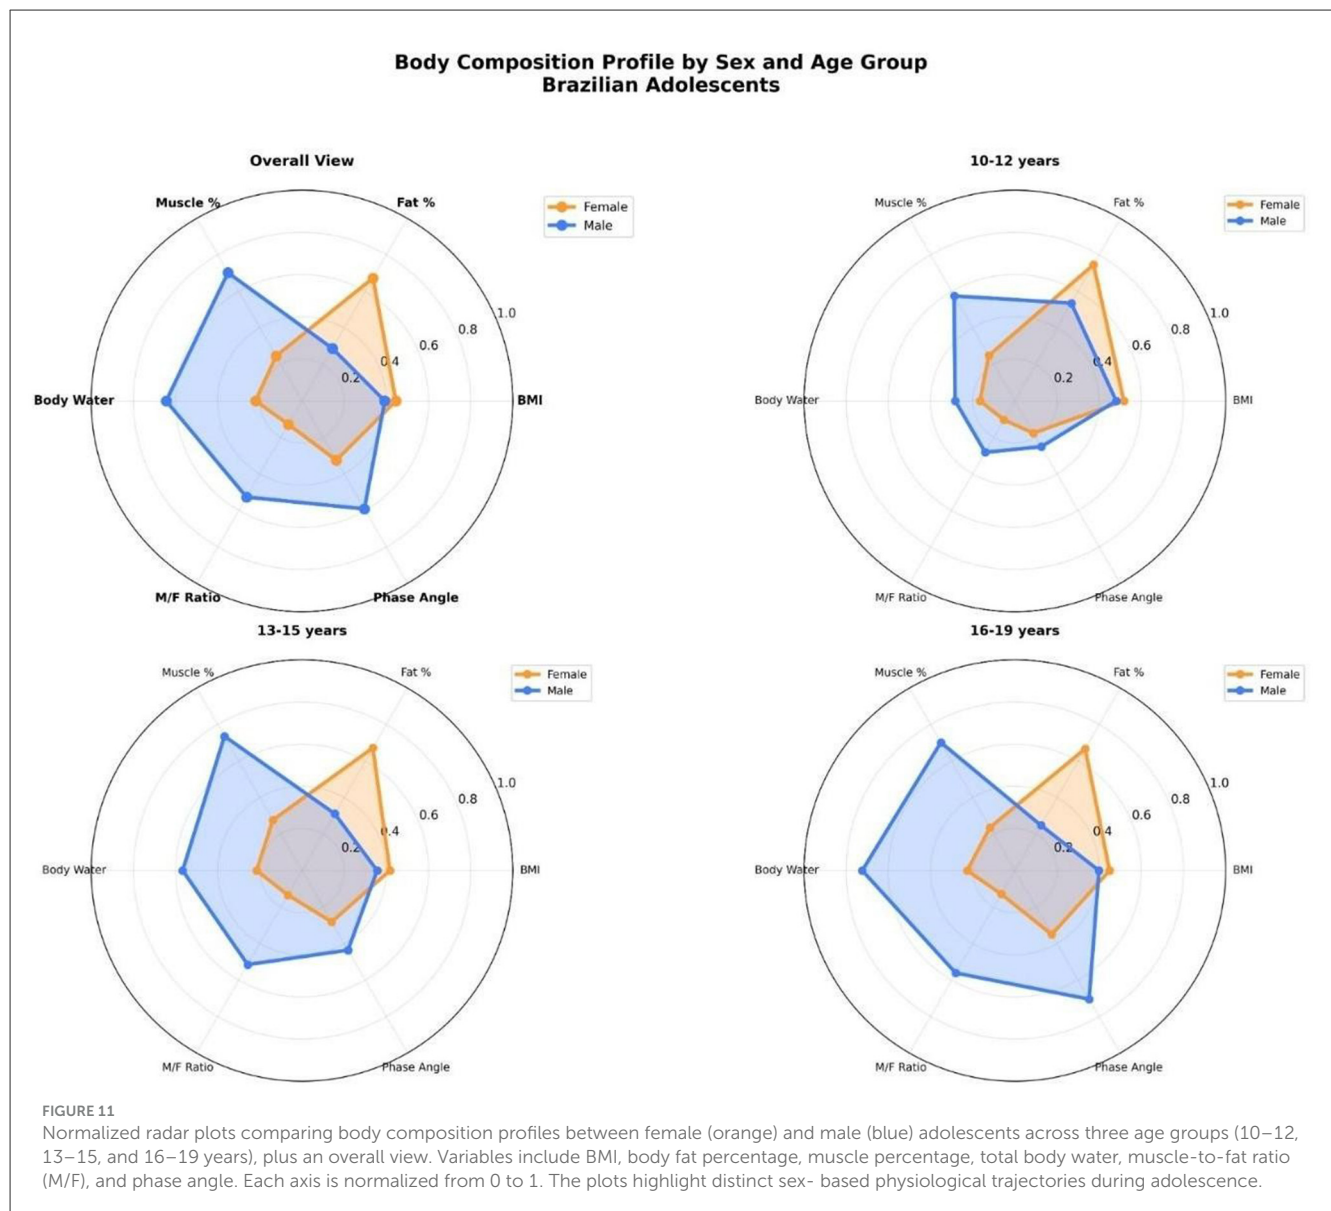 Body Composition Profile by Sex and Age Group
Brazilian Adolescents
Overall View
Muscle %
Fat %
Female
Male
1.0
0.8
0.6
0.4
0.2
Body Water
BMI
M/F Ratio
Phase Angle
10-12 years
Muscle %
Fat %
Female
Male
1.0
0.8
0.6
0.4
0.2
Body Water
BMI
M/F Ratio
Phase Angle
13-15 years
Muscle %
Fat %
Female
Male
1.0
0.8
0.6
0.4
0.2
Body Water
BMI
M/F Ratio
Phase Angle
16-19 years
Muscle %
Fat %
Female
Male
1.0
0.8
0.6
0.4
0.2
Body Water
BMI
M/F Ratio
Phase Angle
FIGURE 11
Normalized radar plots comparing body composition profiles between female (orange) and male (blue) adolescents across three age groups (10–12,
13–15, and 16–19 years), plus an overall view. Variables include BMI, body fat percentage, muscle percentage, total body water, muscle-to-fat ratio
(M/F), and phase angle. Each axis is normalized from 0 to 1. The plots highlight distinct sex- based physiological trajectories during adolescence.